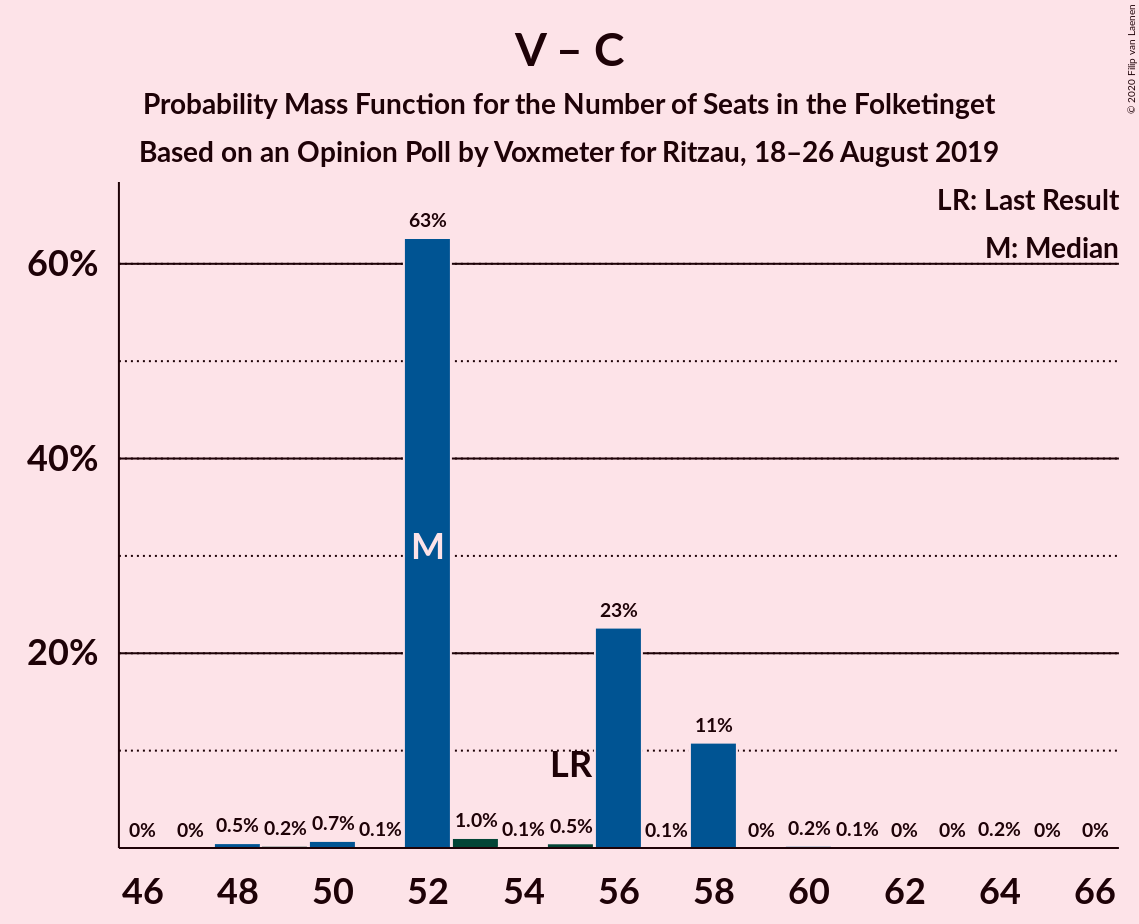 V – C
Probability Mass Function for the Number of Seats in the Folketinget
Based on an Opinion Poll by Voxmeter for Ritzau, 18–26 August 2019
© 2020 Filip van Laenen
LR: Last Result
M: Median
60%
40%
20%
63%
M
23%
11%
LR
0% 0% 0.5% 0.2% 0.7% 0.1% 1.0% 0.1% 0.5% 0.1% 0% 0.2% 0.1% 0% 0% 0.2% 0% 0%
46 48 50 52 54 56 58 60 62 64 66